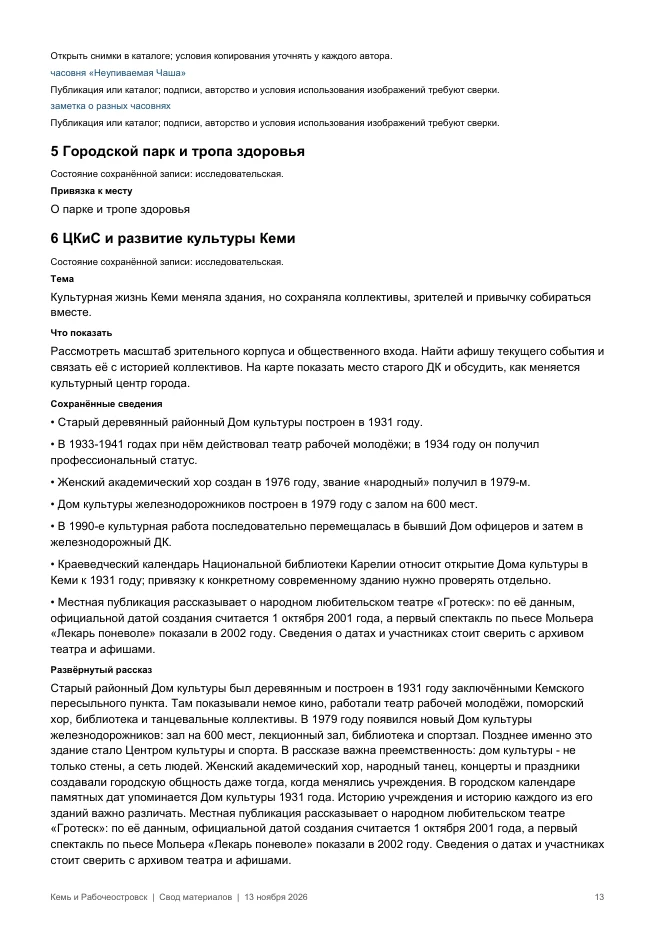 Открыть снимки в каталоге; условия копирования уточнять у каждого автора.
часовня «Неупиваемая Чаша»
Публикация или каталог; подписи, авторство и условия использования изображений требуют сверки.
заметка о разных часовнях
Публикация или каталог; подписи, авторство и условия использования изображений требуют сверки.
5 Городской парк и тропа здоровья
Состояние сохранённой записи: исследовательская.
Привязка к месту
О парке и тропе здоровья
6 ЦКиС и развитие культуры Кеми
Состояние сохранённой записи: исследовательская.
Тема
Культурная жизнь Кеми меняла здания, но сохраняла коллективы, зрителей и привычку собираться
вместе.
Что показать
Рассмотреть масштаб зрительного корпуса и общественного входа. Найти афишу текущего события и
связать её с историей коллективов. На карте показать место старого ДК и обсудить, как меняется
культурный центр города.
Сохранённые сведения
• Старый деревянный районный Дом культуры построен в 1931 году.
• В 1933-1941 годах при нём действовал театр рабочей молодёжи; в 1934 году он получил
профессиональный статус.
• Женский академический хор создан в 1976 году, звание «народный» получил в 1979-м.
• Дом культуры железнодорожников построен в 1979 году с залом на 600 мест.
• В 1990-е культурная работа последовательно перемещалась в бывший Дом офицеров и затем в
железнодорожный ДК.
• Краеведческий календарь Национальной библиотеки Карелии относит открытие Дома культуры в
Кеми к 1931 году; привязку к конкретному современному зданию нужно проверять отдельно.
• Местная публикация рассказывает о народном любительском театре «Гротеск»: по её данным,
официальной датой создания считается 1 октября 2001 года, а первый спектакль по пьесе Мольера
«Лекарь поневоле» показали в 2002 году. Сведения о датах и участниках стоит сверить с архивом
театра и афишами.
Развёрнутый рассказ
Старый районный Дом культуры был деревянным и построен в 1931 году заключёнными Кемского
пересыльного пункта. Там показывали немое кино, работали театр рабочей молодёжи, поморский
хор, библиотека и танцевальные коллективы. В 1979 году появился новый Дом культуры
железнодорожников: зал на 600 мест, лекционный зал, библиотека и спортзал. Позднее именно это
здание стало Центром культуры и спорта. В рассказе важна преемственность: дом культуры - не
только стены, а сеть людей. Женский академический хор, народный танец, концерты и праздники
создавали городскую общность даже тогда, когда менялись учреждения. В городском календаре
памятных дат упоминается Дом культуры 1931 года. Историю учреждения и историю каждого из его
зданий важно различать. Местная публикация рассказывает о народном любительском театре
«Гротеск»: по её данным, официальной датой создания считается 1 октября 2001 года, а первый
спектакль по пьесе Мольера «Лекарь поневоле» показали в 2002 году. Сведения о датах и участниках
стоит сверить с архивом театра и афишами.
Кемь и Рабочеостровск | Свод материалов | 13 ноября 2026
13